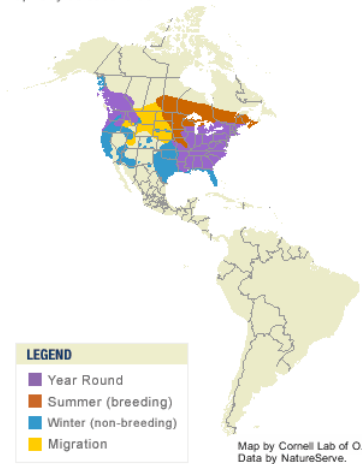 LEGEND
Year Round
Summer (breeding)
Winter (non-breeding)
Migration
Map by Cornell Lab of O.
Data by NatureServe.